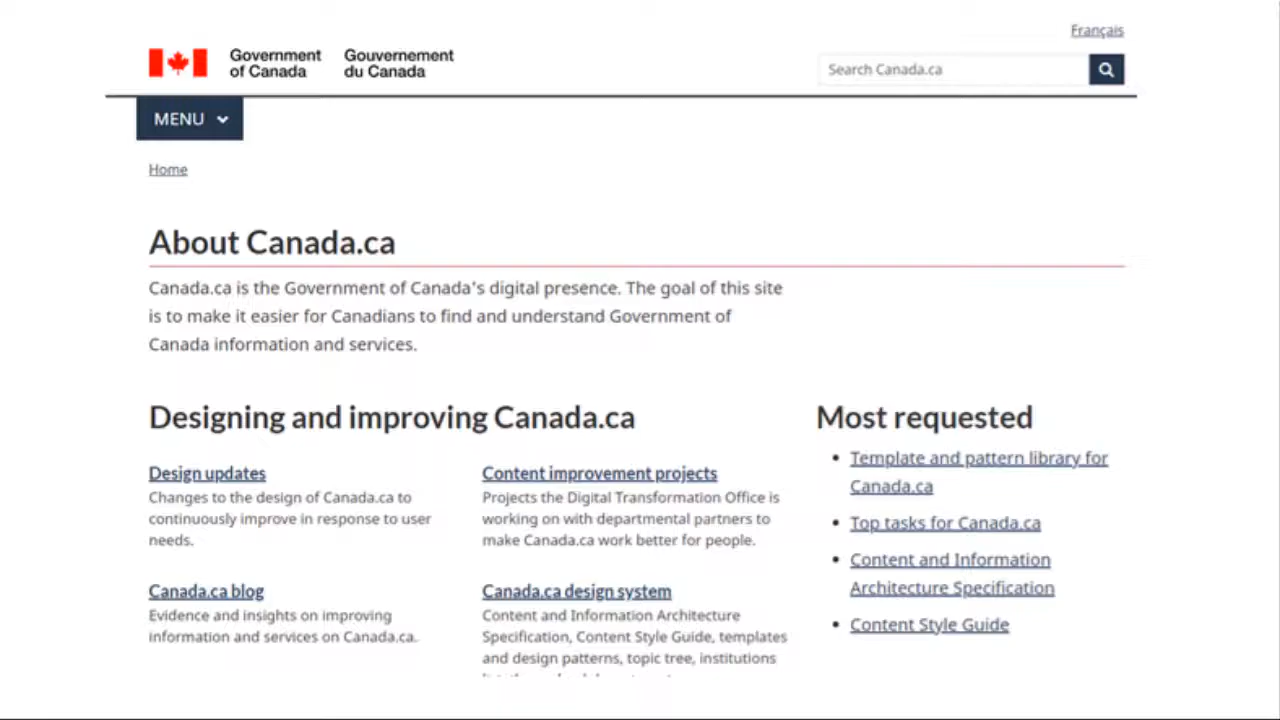 Français
Government
of Canada
Gouvernement
du Canada
Search Canada.ca
MENU
Home
About Canada.ca
Canada.ca is the Government of Canada's digital presence. The goal of this site
is to make it easier for Canadians to find and understand Government of
Canada information and services.
Designing and improving Canada.ca
Design updates
Changes to the design of Canada.ca to
continuously improve in response to user
needs.
Content improvement projects
Projects the Digital Transformation Office is
working on with departmental partners to
make Canada.ca work better for people.
Canada.ca blog
Evidence and insights on improving
information and services on Canada.ca.
Canada.ca design system
Content and Information Architecture
Specification, Content Style Guide, templates
and design patterns, topic tree, institutions
Most requested
Template and pattern library for
Canada.ca
Top tasks for Canada.ca
Content and Information
Architecture Specification
Content Style Guide